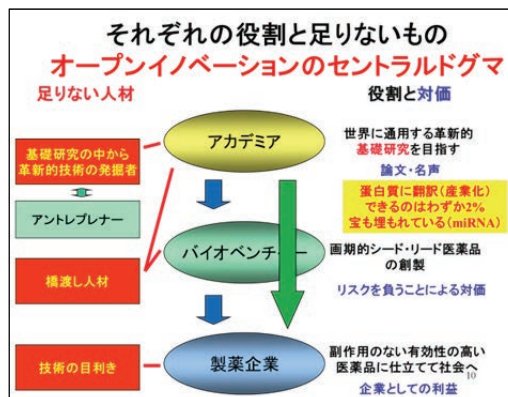 それぞれの役割と足りないもの
オープンイノベーションのセントラルドグマ
足りない人材
役割と対価
基礎研究の中から
革新的技術の発掘者
アントレプレナー
橋渡し人材
技術の目利き
アカデミア
バイオベンチャー
製薬企業
世界に通用する革新的
基礎研究を目指す
論文・名声
蛋白質に翻訳(産業化)
できるのはわずか2%
宝も埋もれている(miRNA)
画期的シード・リード医薬品
の創製
リスクを負うことによる対価
副作用のない有効性の高い
医薬品に仕立てて社会へ
10
企業としての利益